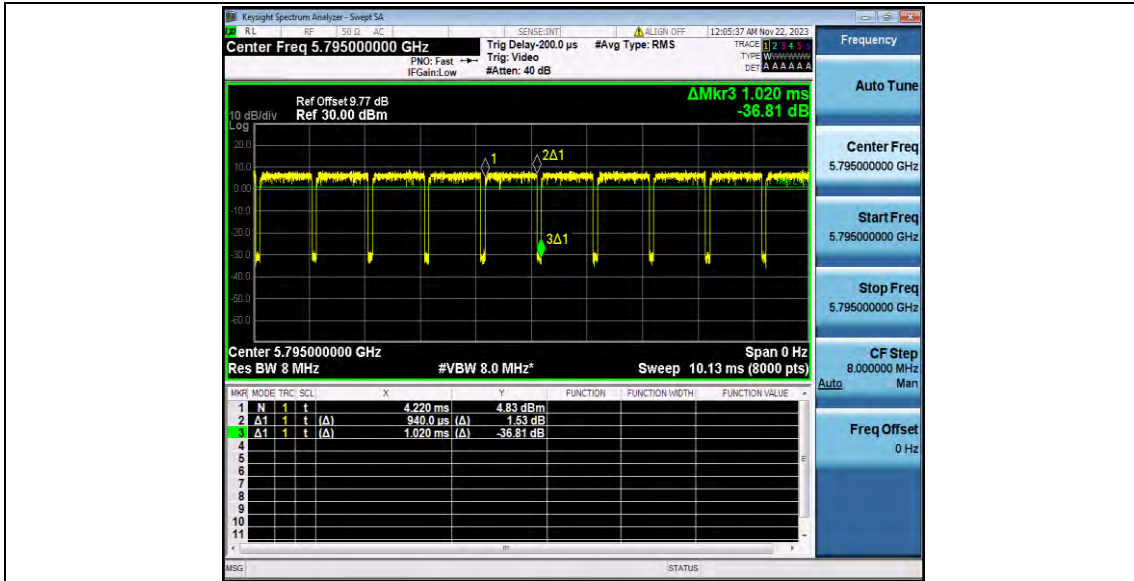 Keysight Spectrum Analyzer - Swept SA
RL RF 50 Ω AC SENSE:INT ALIGN OFF 12:05:37 AM Nov 22, 2023
Center Freq 5.795000000 GHz
Trig Delay-200.0 µs #Avg Type: RMS
TRACE 1 2 3 4 5 6
PNO: Fast Trig: Video
TYPE W
IFGain:Low #Atten: 40 dB
DET A A A A A A
Frequency
Auto Tune
Ref Offset 9.77 dB
ΔMkr3 1.020 ms
10 dB/div Ref 30.00 dBm
-36.81 dB
Log
20.0
10.0
0.00
-10.0
-20.0
-30.0
-40.0
-50.0
-60.0
1
2Δ1
3Δ1
Center 5.795000000 GHz Span 0 Hz
Res BW 8 MHz #VBW 8.0 MHz* Sweep 10.13 ms (8000 pts)
Center Freq
5.795000000 GHz
Start Freq
5.795000000 GHz
Stop Freq
5.795000000 GHz
CF Step
8.000000 MHz
Auto Man
Freq Offset
0 Hz
MKR MODE TRC SCL X Y FUNCTION FUNCTION WIDTH FUNCTION VALUE
1 N 1 t 4.220 ms 4.83 dBm
2 Δ1 1 t (Δ) 940.0 µs (Δ) 1.53 dB
3 Δ1 1 t (Δ) 1.020 ms (Δ) -36.81 dB
4
5
6
7
8
9
10
11
MSG STATUS